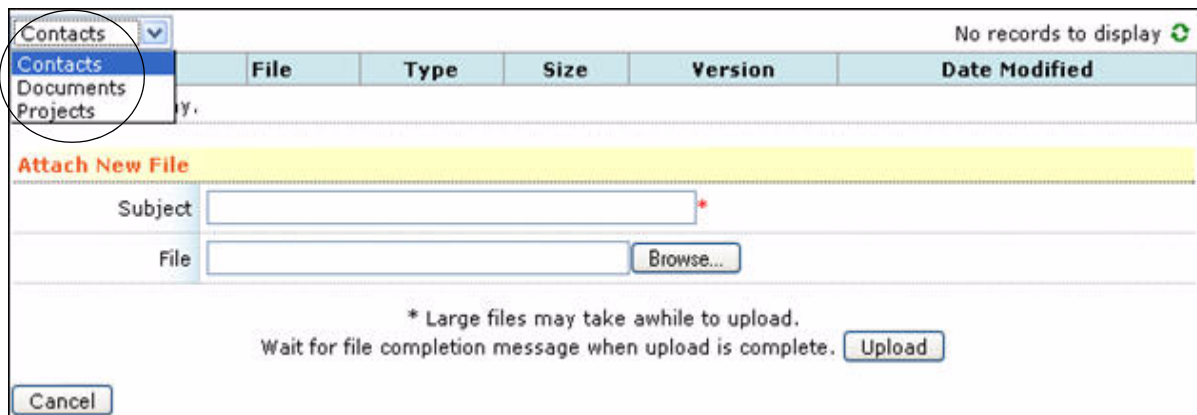 Contacts
No records to display
Contacts
Documents
Projects
File Type Size Version Date Modified
y.
Attach New File
Subject *
File Browse...
* Large files may take awhile to upload.
Wait for file completion message when upload is complete. Upload
Cancel